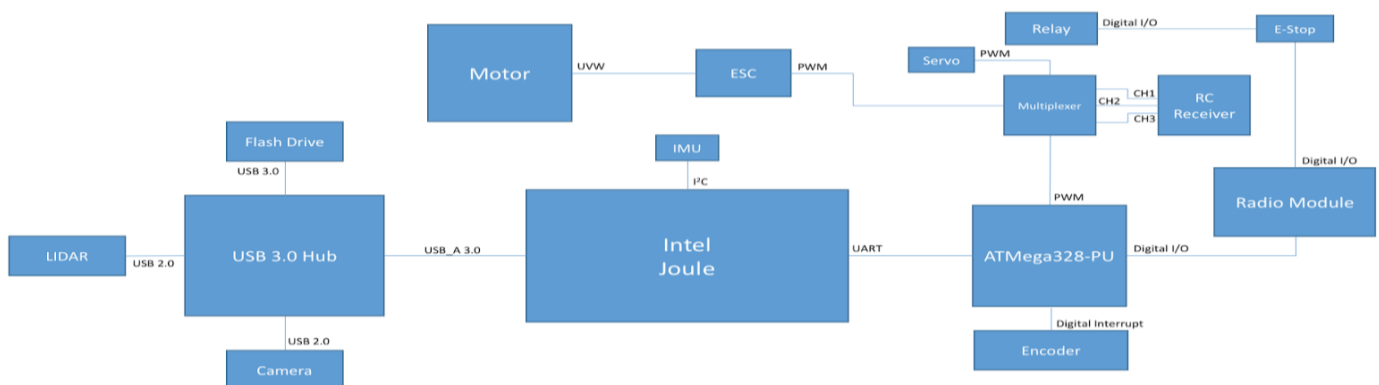 Relay
Digital I/O
E-Stop
Motor
UVW
ESC
PWM
Servo
PWM
Multiplexer
CH1
CH2
CH3
RC
Receiver
Flash Drive
USB 3.0
IMU
I²C
Digital I/O
Radio Module
PWM
LIDAR
USB 2.0
USB 3.0 Hub
USB_A 3.0
Intel
Joule
UART
ATMega328-PU
Digital I/O
Digital Interrupt
Encoder
USB 2.0
Camera